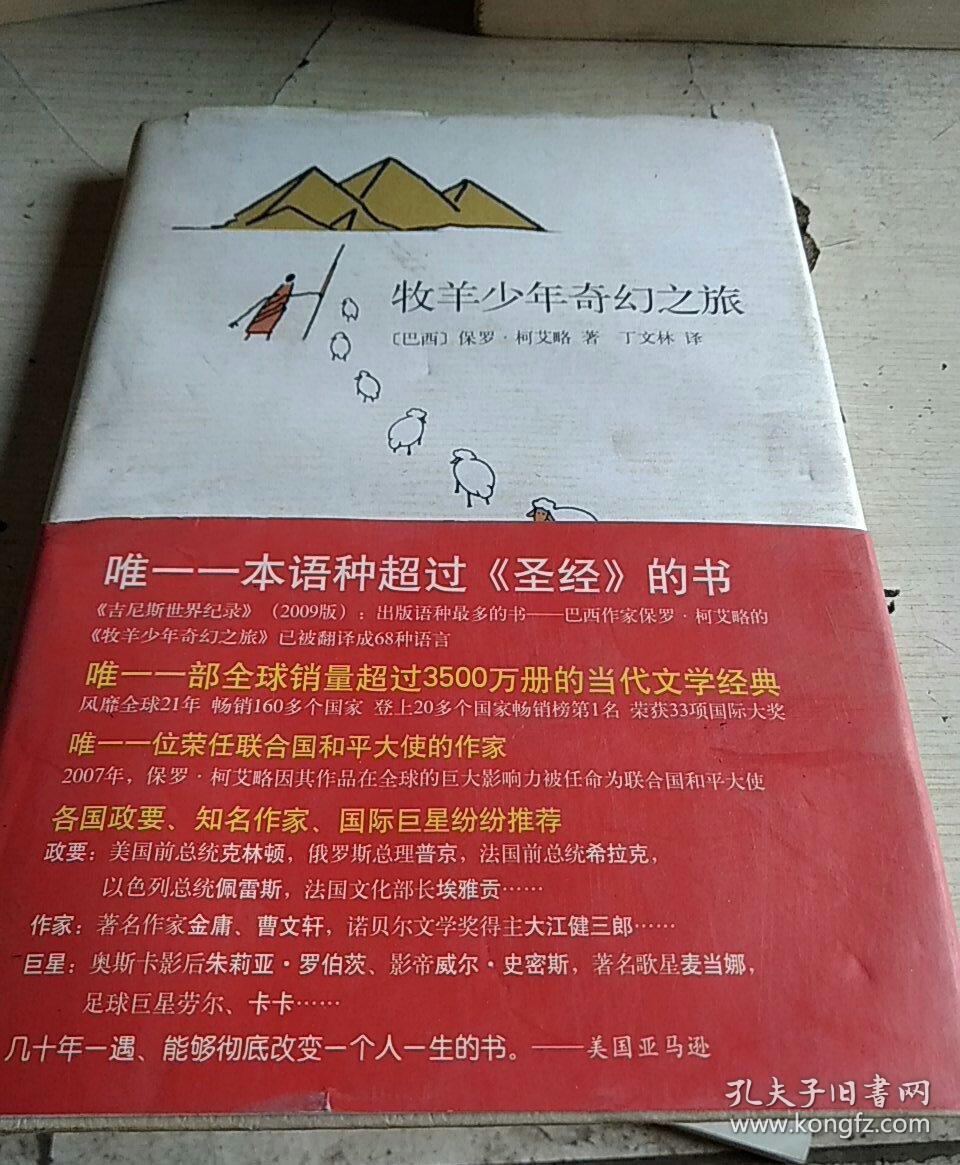 牧羊少年奇幻之旅
〔巴西〕保罗·柯艾略 著 丁文林 译
唯一一本语种超过《圣经》的书
《吉尼斯世界纪录》（2009版）：出版语种最多的书——巴西作家保罗·柯艾略的
《牧羊少年奇幻之旅》已被翻译成68种语言
唯一一部全球销量超过3500万册的当代文学经典
风靡全球21年 畅销160多个国家 登上20多个国家畅销榜第1名 荣获33项国际大奖
唯一一位荣任联合国和平大使的作家
2007年，保罗·柯艾略因其作品在全球的巨大影响力被任命为联合国和平大使
各国政要、知名作家、国际巨星纷纷推荐
政要：美国前总统克林顿，俄罗斯总理普京，法国前总统希拉克，
以色列总统佩雷斯，法国文化部长埃雅贡……
作家：著名作家金庸、曹文轩，诺贝尔文学奖得主大江健三郎……
巨星：奥斯卡影后朱莉亚·罗伯茨、影帝威尔·史密斯，著名歌星麦当娜，
足球巨星劳尔、卡卡……
几十年一遇、能够彻底改变一个人一生的书。——美国亚马逊
孔夫子旧书网
www.kongfz.com